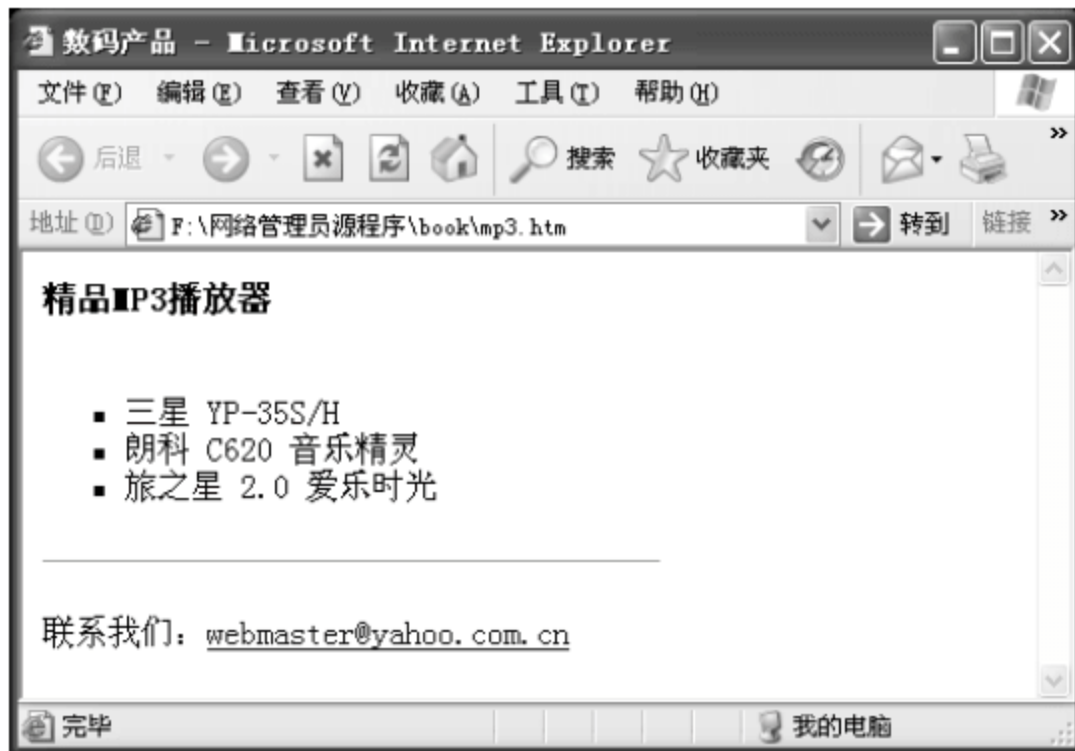 数码产品 - Microsoft Internet Explorer
文件(F) 编辑(E) 查看(V) 收藏(A) 工具(T) 帮助(H)
后退 搜索 收藏夹 »
地址(D) F:\网络管理员源程序\book\mp3.htm 转到 链接 »
精品MP3播放器
▪ 三星 YP-35S/H
▪ 朗科 C620 音乐精灵
▪ 旅之星 2.0 爱乐时光
联系我们：webmaster@yahoo.com.cn
完毕 我的电脑